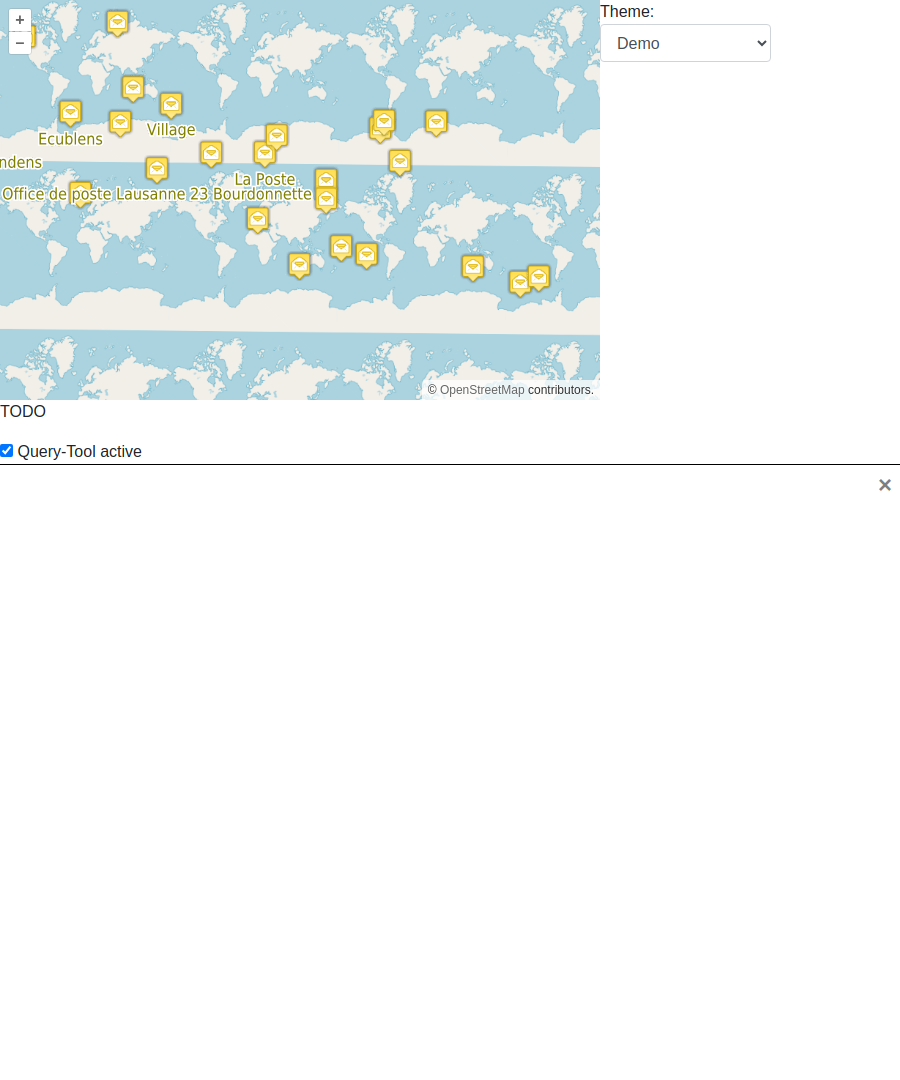 Theme:
Demo
+
−
Ecublens
Village
ndens
La Poste
Office de poste Lausanne 23 Bourdonnette
© OpenStreetMap contributors.
TODO
Query-Tool active
×